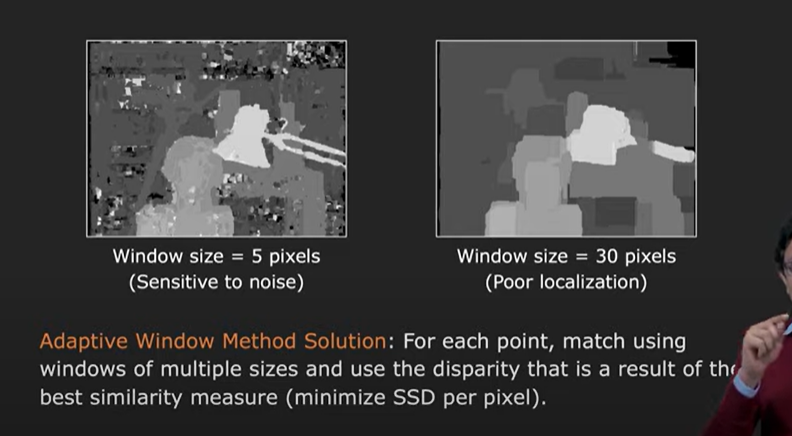 Window size = 5 pixels
(Sensitive to noise)
Window size = 30 pixels
(Poor localization)
Adaptive Window Method Solution: For each point, match using
windows of multiple sizes and use the disparity that is a result of the
best similarity measure (minimize SSD per pixel).